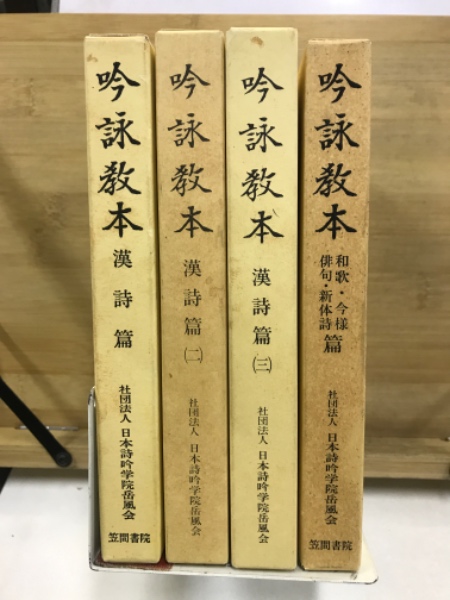 吟詠教本
漢詩篇
社団法人 日本詩吟学院岳風会
笠間書院
吟詠教本
漢詩篇(二)
社団法人 日本詩吟学院岳風会
吟詠教本
漢詩篇(三)
社団法人 日本詩吟学院岳風会
吟詠教本
和歌・今様
俳句・新体詩
篇
社団法人 日本詩吟学院岳風会
笠間書院